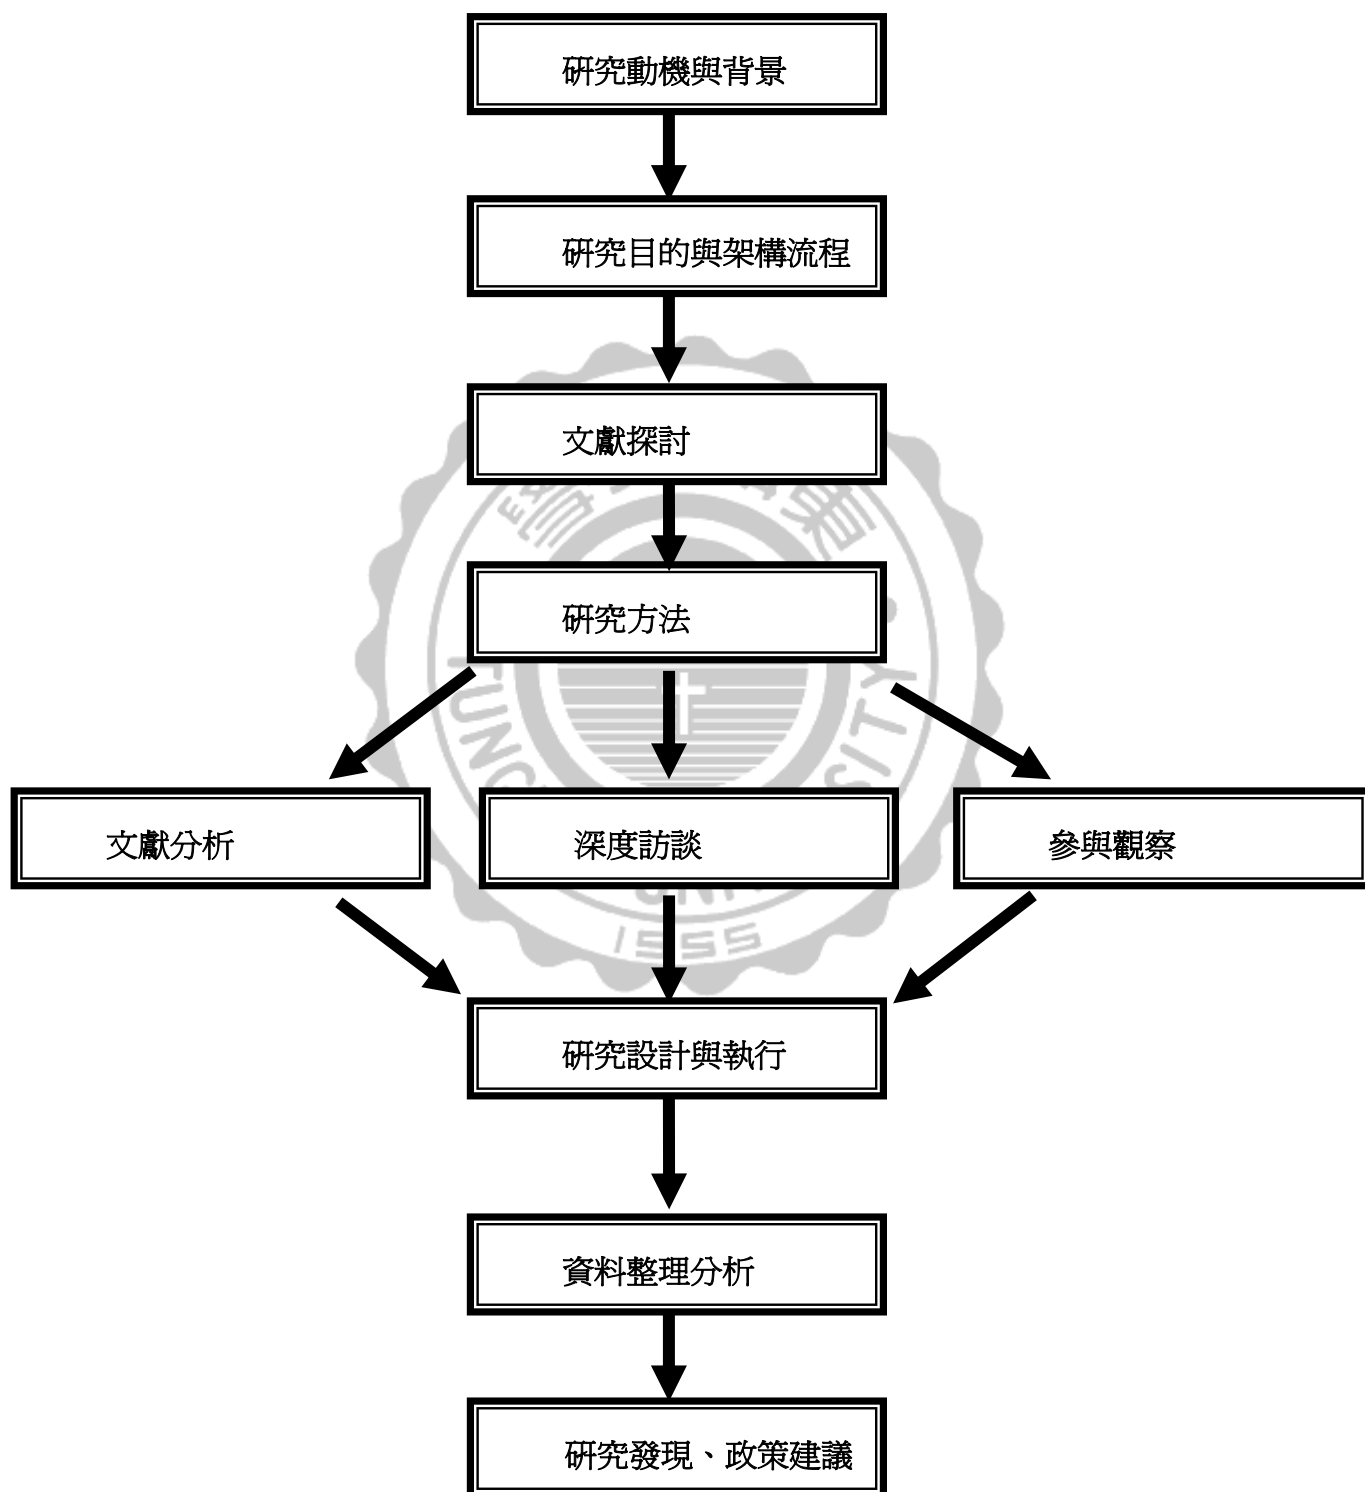 研究動機與背景
研究目的與架構流程
文獻探討
研究方法
文獻分析
深度訪談
參與觀察
1955
研究設計與執行
資料整理分析
研究發現、政策建議